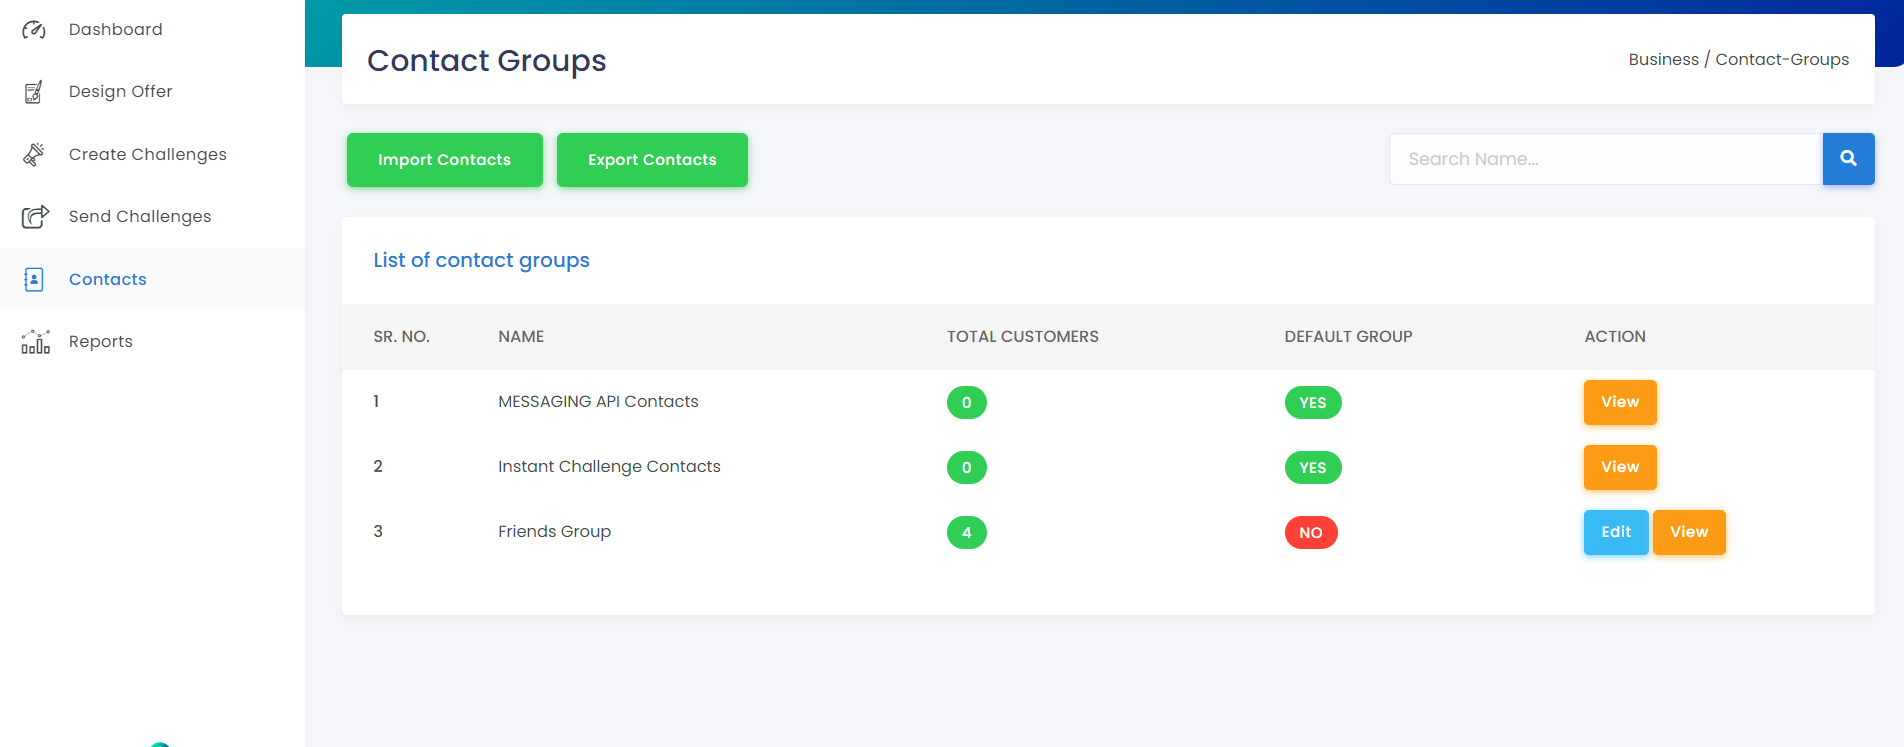 Dashboard
Design Offer
Create Challenges
Send Challenges
Contacts
Reports
Contact Groups
Business / Contact-Groups
Import Contacts
Export Contacts
Search Name...
List of contact groups
SR. NO. NAME TOTAL CUSTOMERS DEFAULT GROUP ACTION
1 MESSAGING API Contacts 0 YES View
2 Instant Challenge Contacts 0 YES View
3 Friends Group 4 NO Edit View